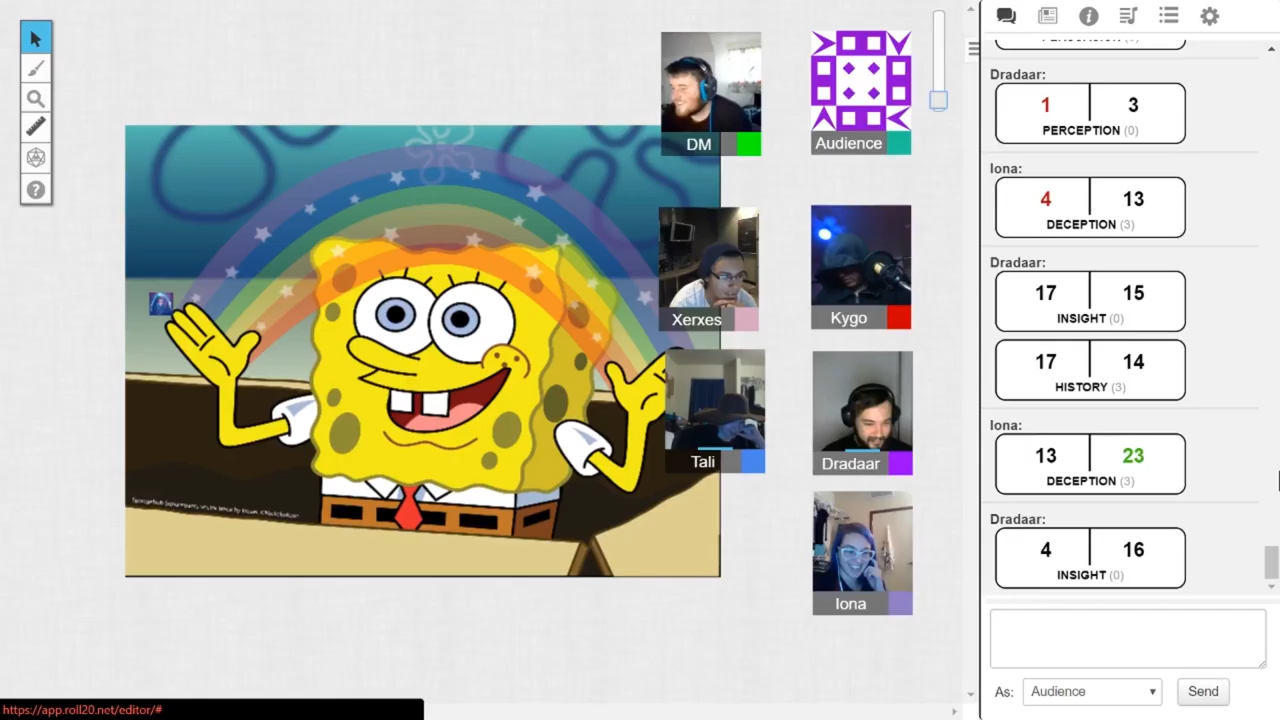 DM
Audience
Xerxes
Kygo
Tali
Dradaar
Iona
https://app.roll20.net/editor/#
Dradaar:
1 3
PERCEPTION (0)
Iona:
4 13
DECEPTION (3)
Dradaar:
17 15
INSIGHT (0)
17 14
HISTORY (3)
Iona:
13 23
DECEPTION (3)
Dradaar:
4 16
INSIGHT (0)
As: Audience Send